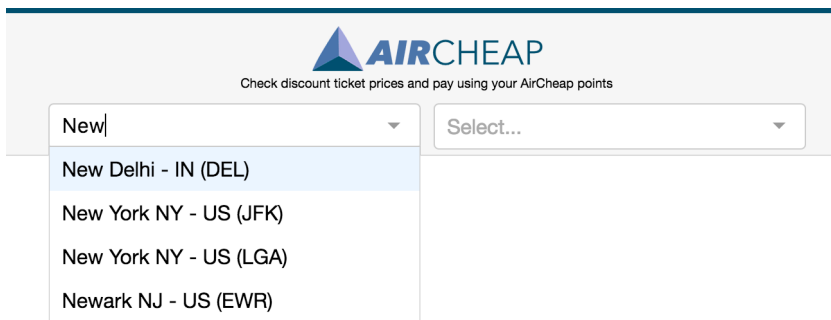 AIRCHEAP
Check discount ticket prices and pay using your AirCheap points
New
Select...
New Delhi - IN (DEL)
New York NY - US (JFK)
New York NY - US (LGA)
Newark NJ - US (EWR)